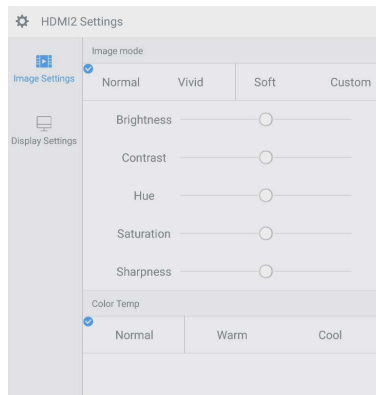 HDMI2 Settings
Image mode
Image Settings
Normal Vivid Soft Custom
Brightness
Display Settings
Contrast
Hue
Saturation
Sharpness
Color Temp
Normal Warm Cool